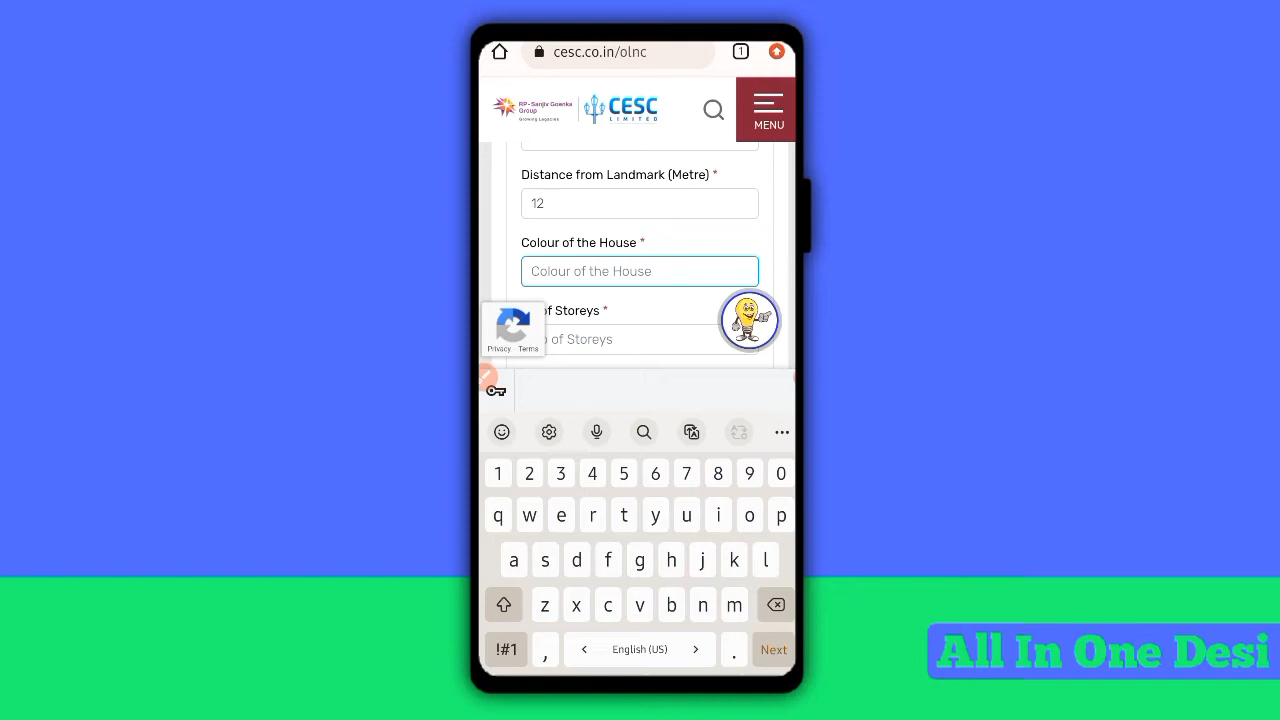 cesc.co.in/olnc
1
RP-Sanjiv Goenka
Group
Growing Legacies
CESC
LIMITED
MENU
Distance from Landmark (Metre) *
12
Colour of the House *
Colour of the House
of Storeys *
o of Storeys
Privacy - Terms
1 2 3 4 5 6 7 8 9 0
q w e r t y u i o p
a s d f g h j k l
z x c v b n m
!#1 , < English (US) > . Next
All In One Desi